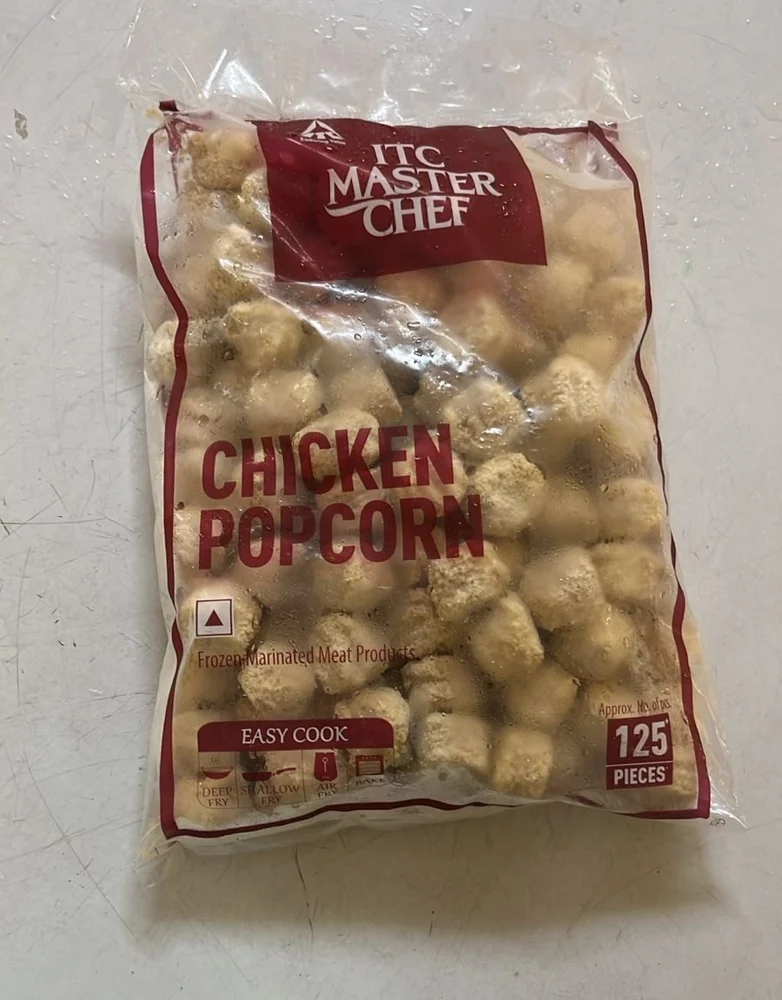 ITC
MASTER
CHEF
CHICKEN
POPCORN
Frozen Marinated Meat Products
Approx. No. of pcs.
125*
PIECES
EASY COOK
DEEP FRY
SHALLOW FRY
AIR FRY
BAKE